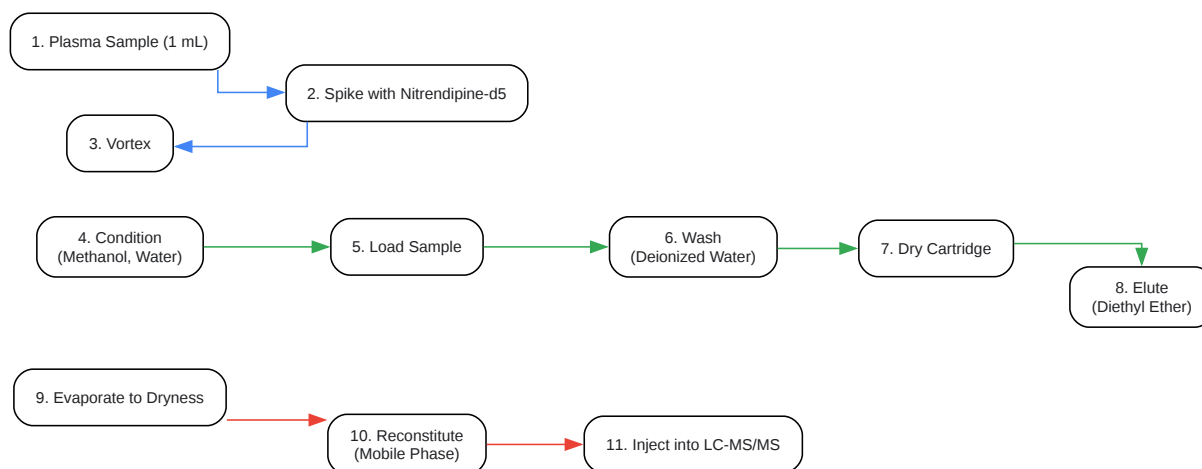 1. Plasma Sample (1 mL)
2. Spike with Nitrendipine-d5
3. Vortex
4. Condition
(Methanol, Water)
5. Load Sample
6. Wash
(Deionized Water)
7. Dry Cartridge
8. Elute
(Diethyl Ether)
9. Evaporate to Dryness
10. Reconstitute
(Mobile Phase)
11. Inject into LC-MS/MS